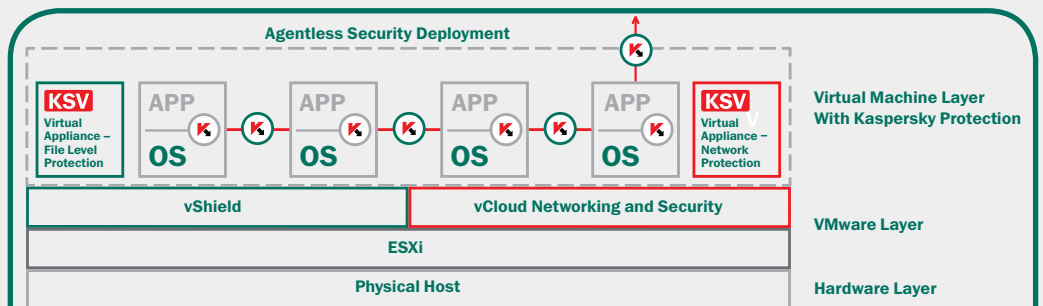 Agentless Security Deployment
KSV
Virtual
Appliance –
File Level
Protection
APP
OS
APP
OS
APP
OS
APP
OS
KSV
Virtual
Appliance –
Network
Protection
Virtual Machine Layer
With Kaspersky Protection
vShield
vCloud Networking and Security
VMware Layer
ESXi
Physical Host
Hardware Layer